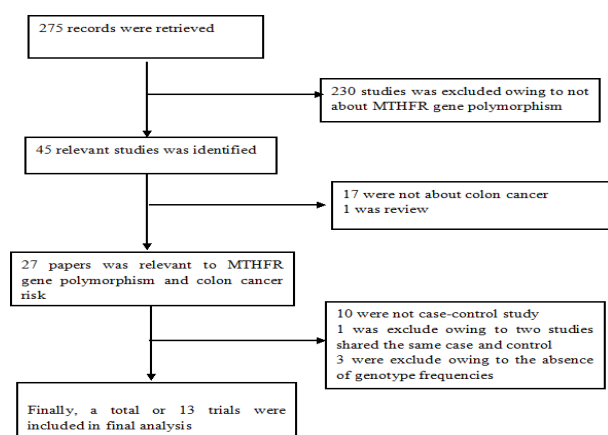 275 records were retrieved
230 studies was excluded owing to not
about MTHFR gene polymorphism
45 relevant studies was identified
17 were not about colon cancer
1 was review
27 papers was relevant to MTHFR
gene polymorphism and colon cancer
risk
10 were not case-control study
1 was exclude owing to two studies
shared the same case and control
3 were exclude owing to the absence
of genotype frequencies
Finally, a total or 13 trials were
included in final analysis